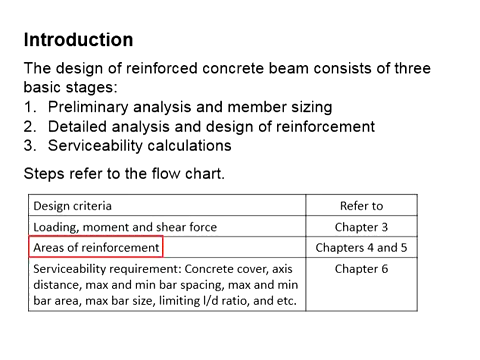 Introduction
The design of reinforced concrete beam consists of three
basic stages:
1. Preliminary analysis and member sizing
2. Detailed analysis and design of reinforcement
3. Serviceability calculations
Steps refer to the flow chart.
Design criteria Refer to
Loading, moment and shear force Chapter 3
Areas of reinforcement Chapters 4 and 5
Serviceability requirement: Concrete cover, axis Chapter 6
distance, max and min bar spacing, max and min
bar area, max bar size, limiting l/d ratio, and etc.